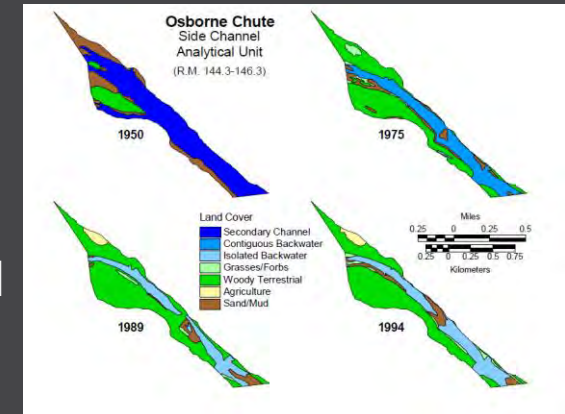 Osborne Chute
Side Channel
Analytical Unit
(R.M. 144.3-146.3)
1950
1975
Land Cover
Secondary Channel
Contiguous Backwater
Isolated Backwater
Grasses/Forbs
Woody Terrestrial
Agriculture
Sand/Mud
Miles
0.25 0 0.25 0.5
0.25 0 0.25 0.5 0.75
Kilometers
1989
1994